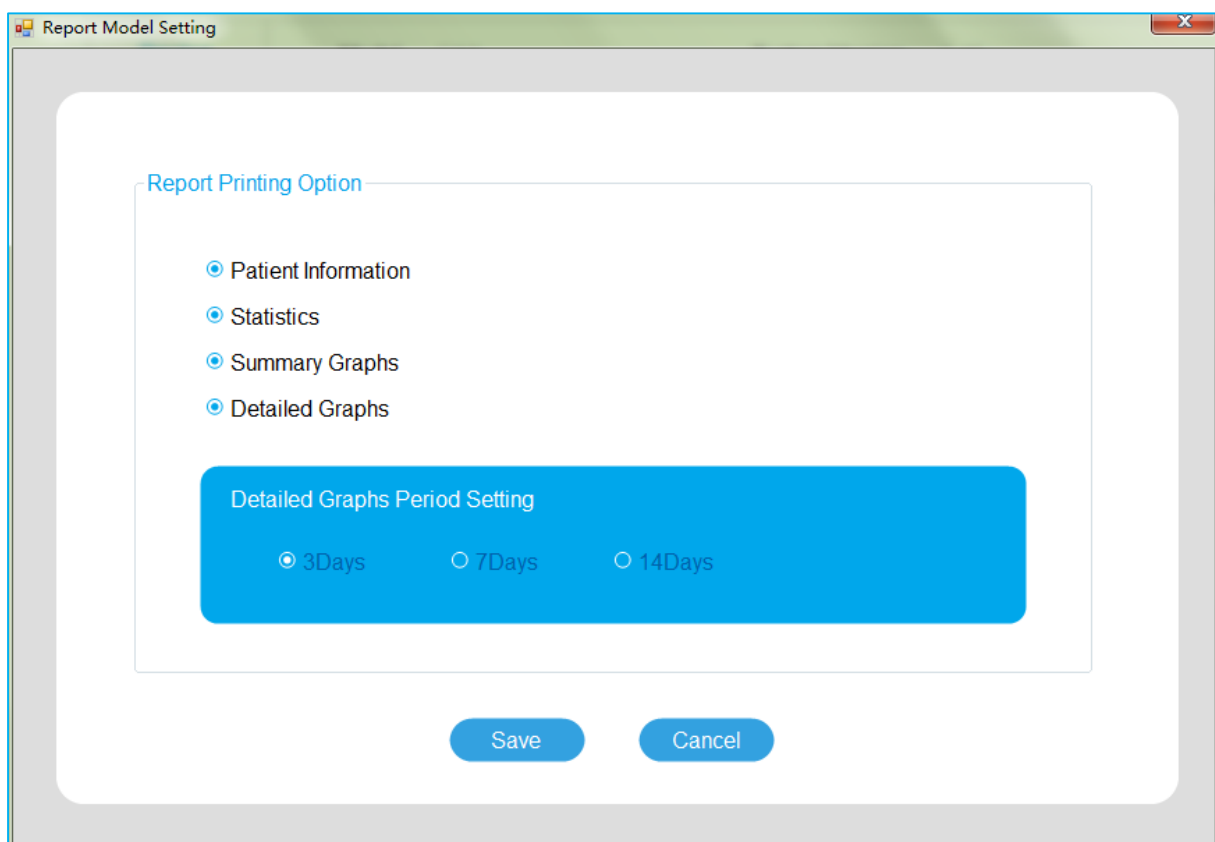 Report Model Setting
Report Printing Option
Patient Information
Statistics
Summary Graphs
Detailed Graphs
Detailed Graphs Period Setting
3Days 7Days 14Days
Save Cancel